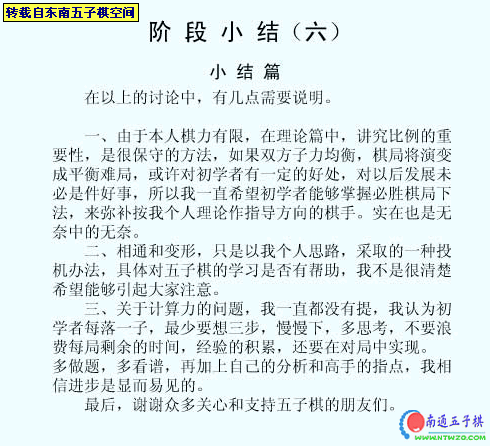 转载自东南五子棋空间
阶段小结（六）
小结篇
在以上的讨论中，有几点需要说明。
一、由于本人棋力有限，在理论篇中，讲究比例的重
要性，是很保守的方法，如果双方子力均衡，棋局将演变
成平衡难局，或许对初学者有一定的好处，对以后发展未
必是件好事，所以我一直希望初学者能够掌握必胜棋局下
法，来弥补按我个人理论作指导方向的棋手。实在也是无
奈中的无奈。
二、相通和变形，只是以我个人思路，采取的一种投
机办法，具体对五子棋的学习是否有帮助，我不是很清楚
希望能够引起大家注意。
三、关于计算力的问题，我一直都没有提，我认为初
学者每落一子，最少要想三步，慢慢下，多思考，不要浪
费每局剩余的时间，经验的积累，还要在对局中实现。
多做题，多看谱，再加上自己的分析和高手的指点，我相
信进步是显而易见的。
最后，谢谢众多关心和支持五子棋的朋友们。
南通五子棋
www.NTWZQ.COM